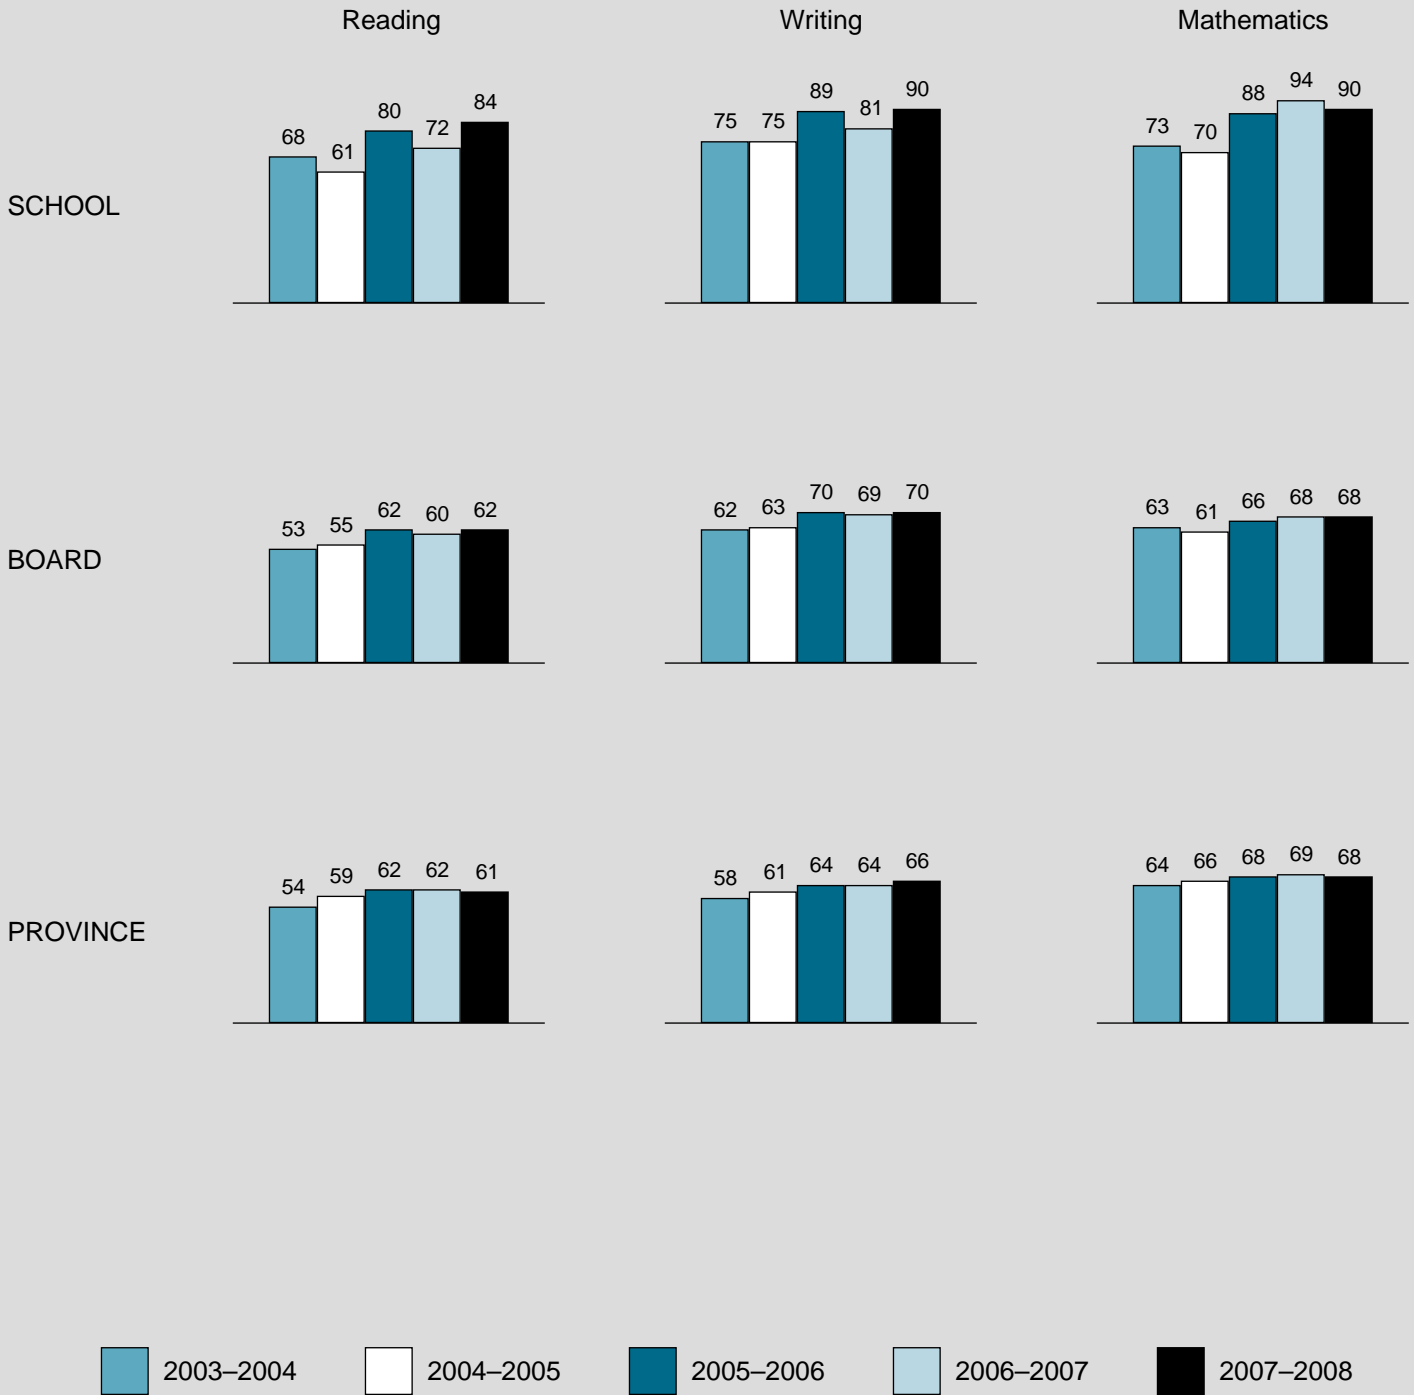 Reading Writing Mathematics
SCHOOL
68 61 80 72 84
75 75 89 81 90
73 70 88 94 90
BOARD
53 55 62 60 62
62 63 70 69 70
63 61 66 68 68
PROVINCE
54 59 62 62 61
58 61 64 64 66
64 66 68 69 68
2003–2004 2004–2005 2005–2006 2006–2007 2007–2008